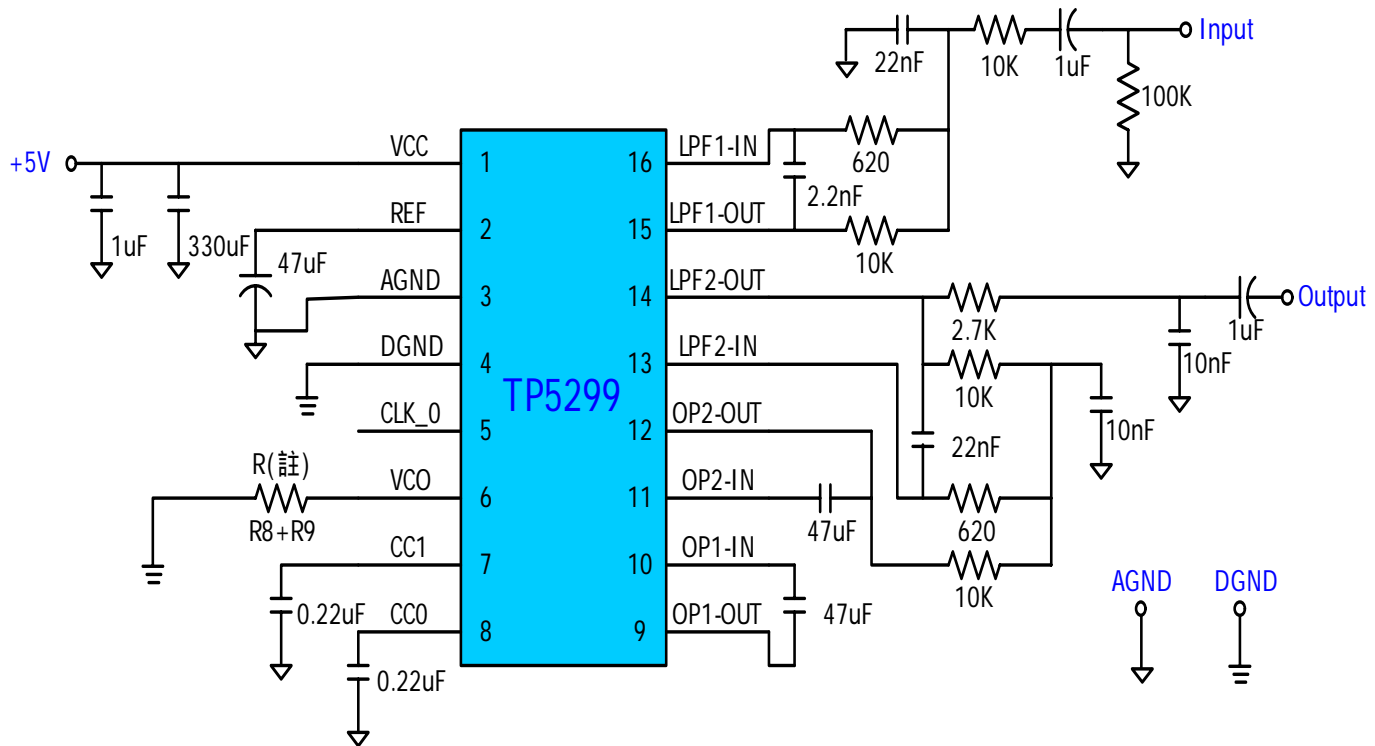 Input
22nF
10K
1uF
100K
+5V
VCC
1
16
LPF1-IN
620
2.2nF
1uF
330uF
REF
2
15
LPF1-OUT
10K
47uF
AGND
3
14
LPF2-OUT
2.7K
1uF
Output
10nF
DGND
4
13
LPF2-IN
10K
10nF
TP5299
CLK_0
5
12
OP2-OUT
22nF
R(註)
R8+R9
VCO
6
11
OP2-IN
47uF
620
CC1
7
10
OP1-IN
10K
0.22uF
47uF
CC0
8
9
OP1-OUT
0.22uF
AGND
DGND